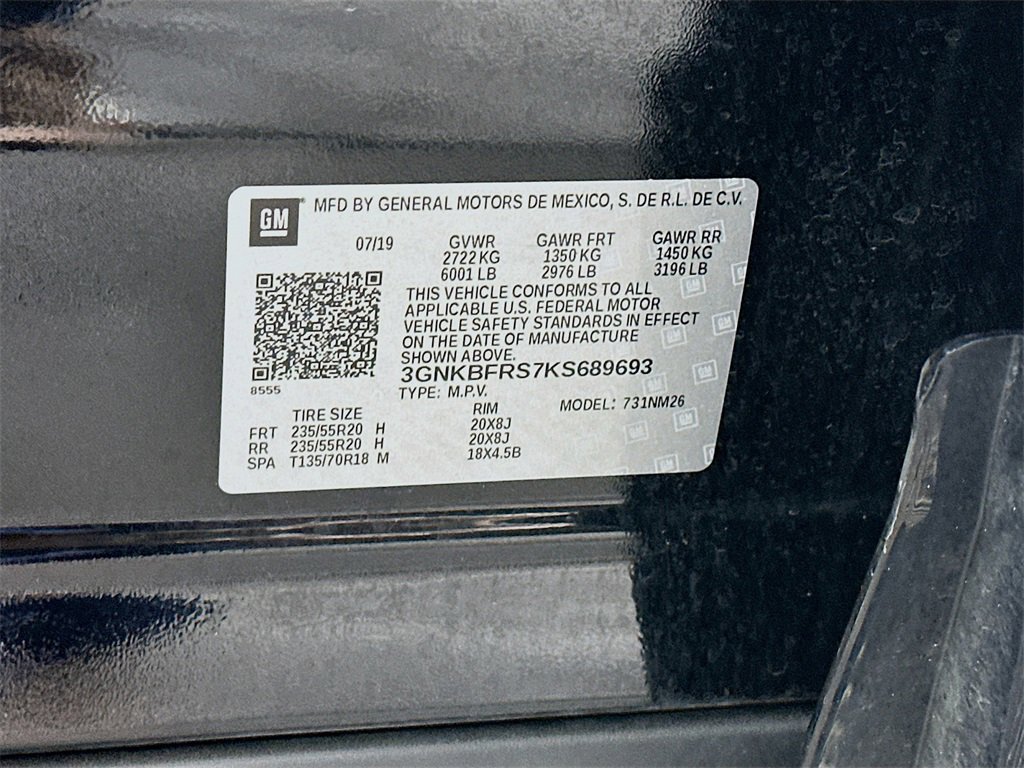 GM MFD BY GENERAL MOTORS DE MEXICO, S. DE R.L. DE C.V.
07/19 GVWR GAWR FRT GAWR RR
2722 KG 1350 KG 1450 KG
6001 LB 2976 LB 3196 LB
THIS VEHICLE CONFORMS TO ALL
APPLICABLE U.S. FEDERAL MOTOR
VEHICLE SAFETY STANDARDS IN EFFECT
ON THE DATE OF MANUFACTURE
SHOWN ABOVE.
3GNKBFRS7KS689693
8555 TYPE: M.P.V. MODEL: 731NM26
TIRE SIZE RIM
FRT 235/55R20 H 20X8J
RR 235/55R20 H 20X8J
SPA T135/70R18 M 18X4.5B